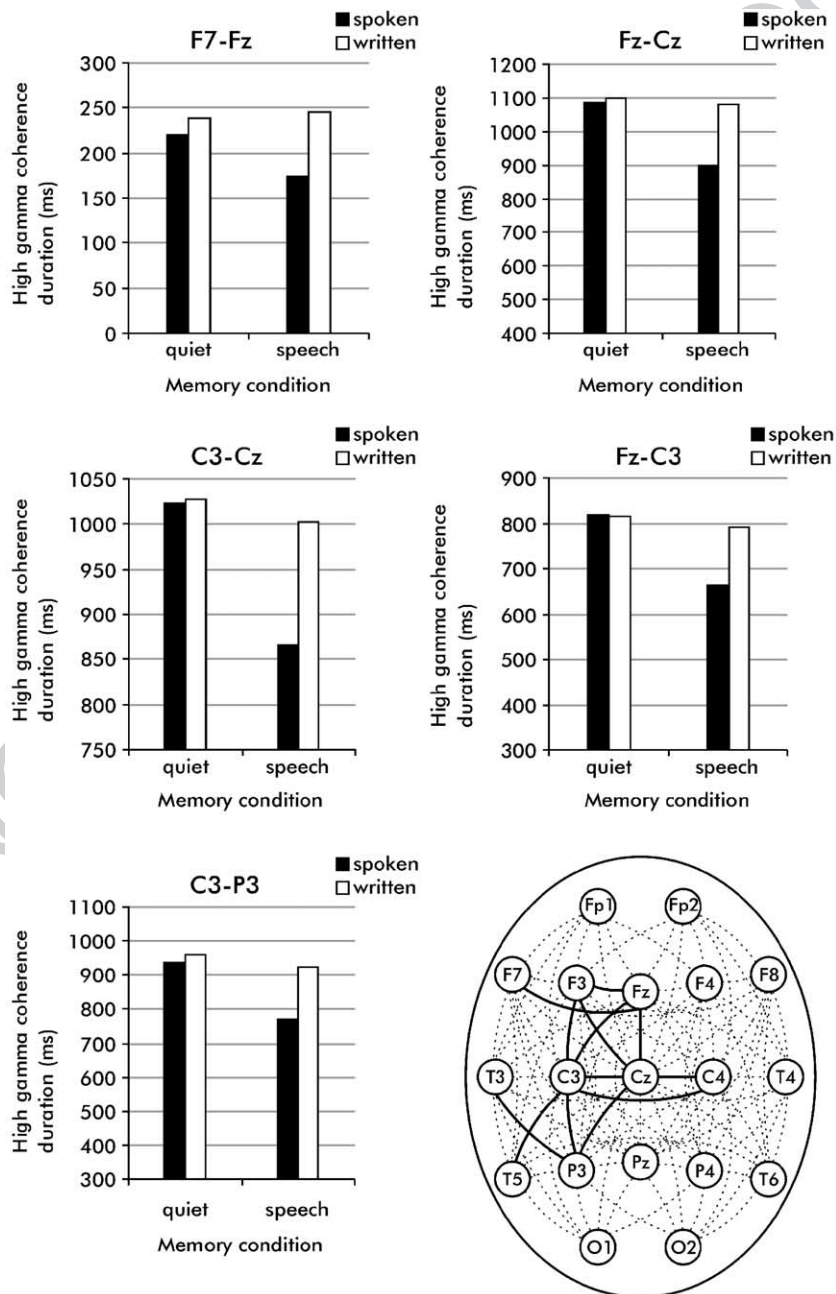 F7-Fz
spoken
written
300
250
200
150
100
50
0
High gamma coherence
duration (ms)
quiet speech
Memory condition
Fz-Cz
spoken
written
1200
1100
1000
900
800
700
600
500
400
High gamma coherence
duration (ms)
quiet speech
Memory condition
C3-Cz
spoken
written
1050
1000
950
900
850
800
750
High gamma coherence
duration (ms)
quiet speech
Memory condition
Fz-C3
spoken
written
900
800
700
600
500
400
300
High gamma coherence
duration (ms)
quiet speech
Memory condition
C3-P3
spoken
written
1100
1000
900
800
700
600
500
400
300
High gamma coherence
duration (ms)
quiet speech
Memory condition
Fp1 Fp2
F7 F3 Fz F4 F8
T3 C3 Cz C4 T4
T5 P3 Pz P4 T6
O1 O2